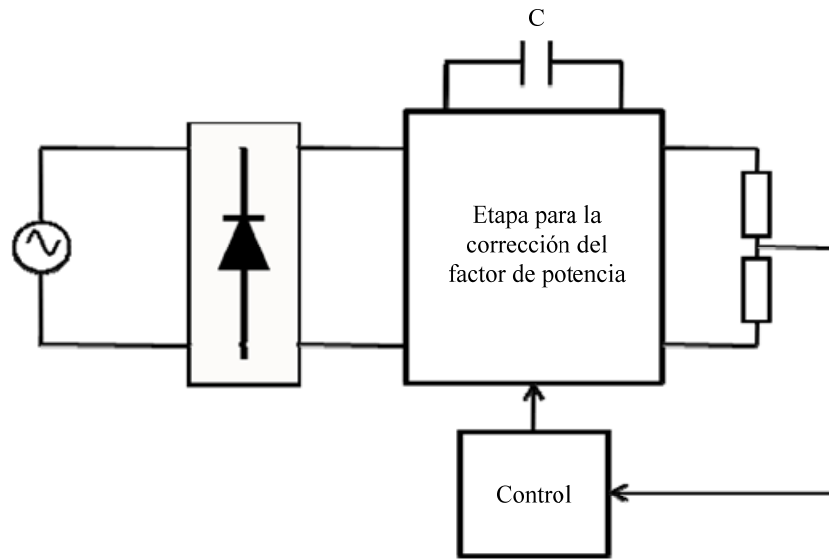 C
Etapa para la
corrección del
factor de potencia
Control